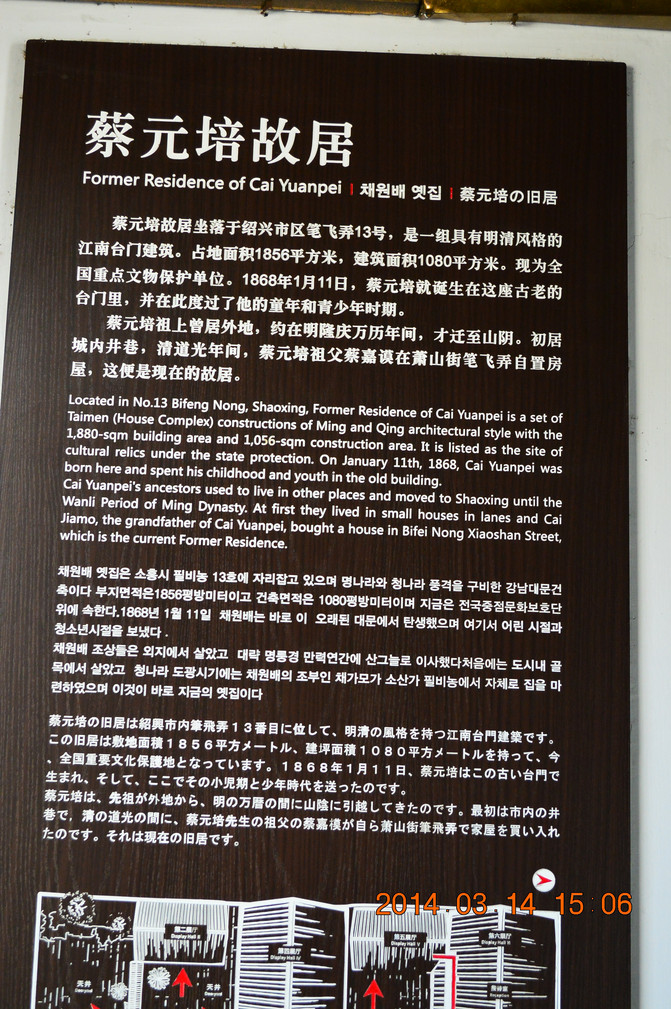 蔡元培故居
Former Residence of Cai Yuanpei | 채원배 옛집 | 蔡元培の旧居
蔡元培故居坐落于绍兴市区笔飞弄13号，是一组具有明清风格的
江南台门建筑。占地面积1856平方米，建筑面积1080平方米。现为全
国重点文物保护单位。1868年1月11日，蔡元培就诞生在这座古老的
台门里，并在此度过了他的童年和青少年时期。
蔡元培祖上曾居外地，约在明隆庆万历年间，才迁至山阴。初居
城内井巷，清道光年间，蔡元培祖父蔡嘉谟在萧山街笔飞弄自置房
屋，这便是现在的故居。
Located in No.13 Bifeng Nong, Shaoxing, Former Residence of Cai Yuanpei is a set of
Taimen (House Complex) constructions of Ming and Qing architectural style with the
1,880-sqm building area and 1,056-sqm construction area. It is listed as the site of
cultural relics under the state protection. On January 11th, 1868, Cai Yuanpei was
born here and spent his childhood and youth in the old building.
Cai Yuanpei's ancestors used to live in other places and moved to Shaoxing until the
Wanli Period of Ming Dynasty. At first they lived in small houses in lanes and Cai
Jiamo, the grandfather of Cai Yuanpei, bought a house in Bifei Nong Xiaoshan Street,
which is the current Former Residence.
채원배 옛집은 소흥시 필비농 13호에 자리잡고 있으며 명나라와 청나라 풍격을 구비한 강남대문건
축이다 부지면적은1856평방미터이고 건축면적은 1080평방미터이며 지금은 전국중점문화보호단
위에 속한다.1868년 1월 11일 채원배는 바로 이 오래된 대문에서 탄생했으며 여기서 어린 시절과
청소년시절을 보냈다 .
채원배 조상들은 외지에서 살았고 대략 명륭경 만력연간에 산그늘로 이사했다처음에는 도시내 골
목에서 살았고 청나라 도광시기에는 채원배의 조부인 채가모가 소산가 필비농에서 자체로 집을 마
련하였으며 이것이 바로 지금의 옛집이다
蔡元培の旧居は紹興市内筆飛弄１３番目に位して、明清の風格を持つ江南台門建築です。
この旧居は敷地面積１８５６平方メートル、建坪面積１０８０平方メートルを持って、今
、全国重要文化保護地となっています。１８６８年１月１１日、蔡元培はこの古い台門で
生まれ、そして、ここでその小児期と少年時代を送ったのです。
蔡元培は、先祖が外地から、明の万暦の間に山陰に引越してきたのです。最初は市内の井
巷で，清の道光の間に、蔡元培先生の祖父の蔡嘉謨が自ら萧山街筆飛弄で家屋を買い入れ
たのです。それは現在の旧居です。
2014. 03. 14 15:06
第二展厅
Display Hall II
第四展厅
Display Hall IV
第五展厅
Display Hall V
第六展厅
Display Hall VI
天井
天井
Reception